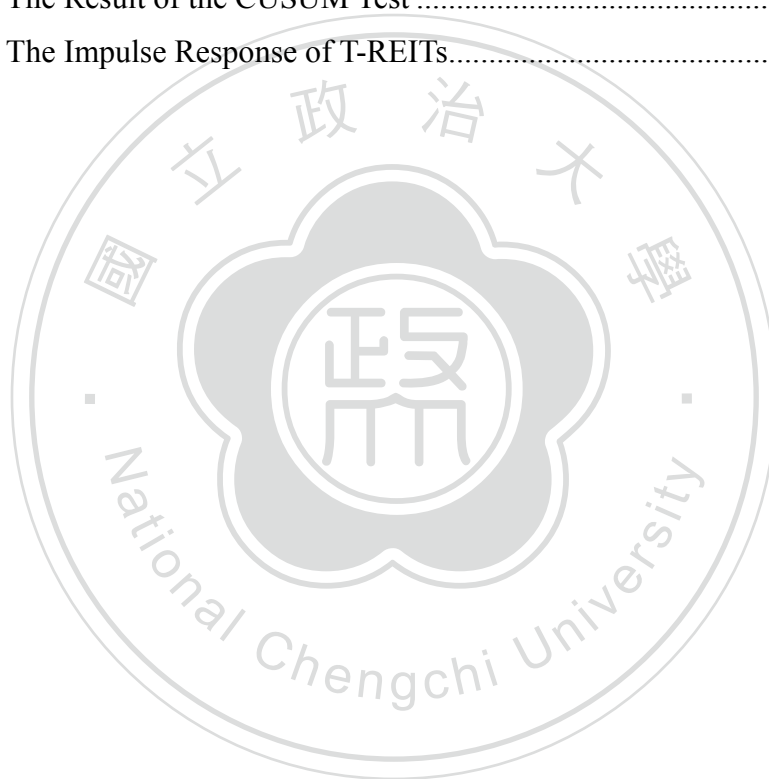 The Result of the CUSUM Test ..........................................
The Impulse Response of T-REITs........................................
國立政治大學
政
National Chengchi University